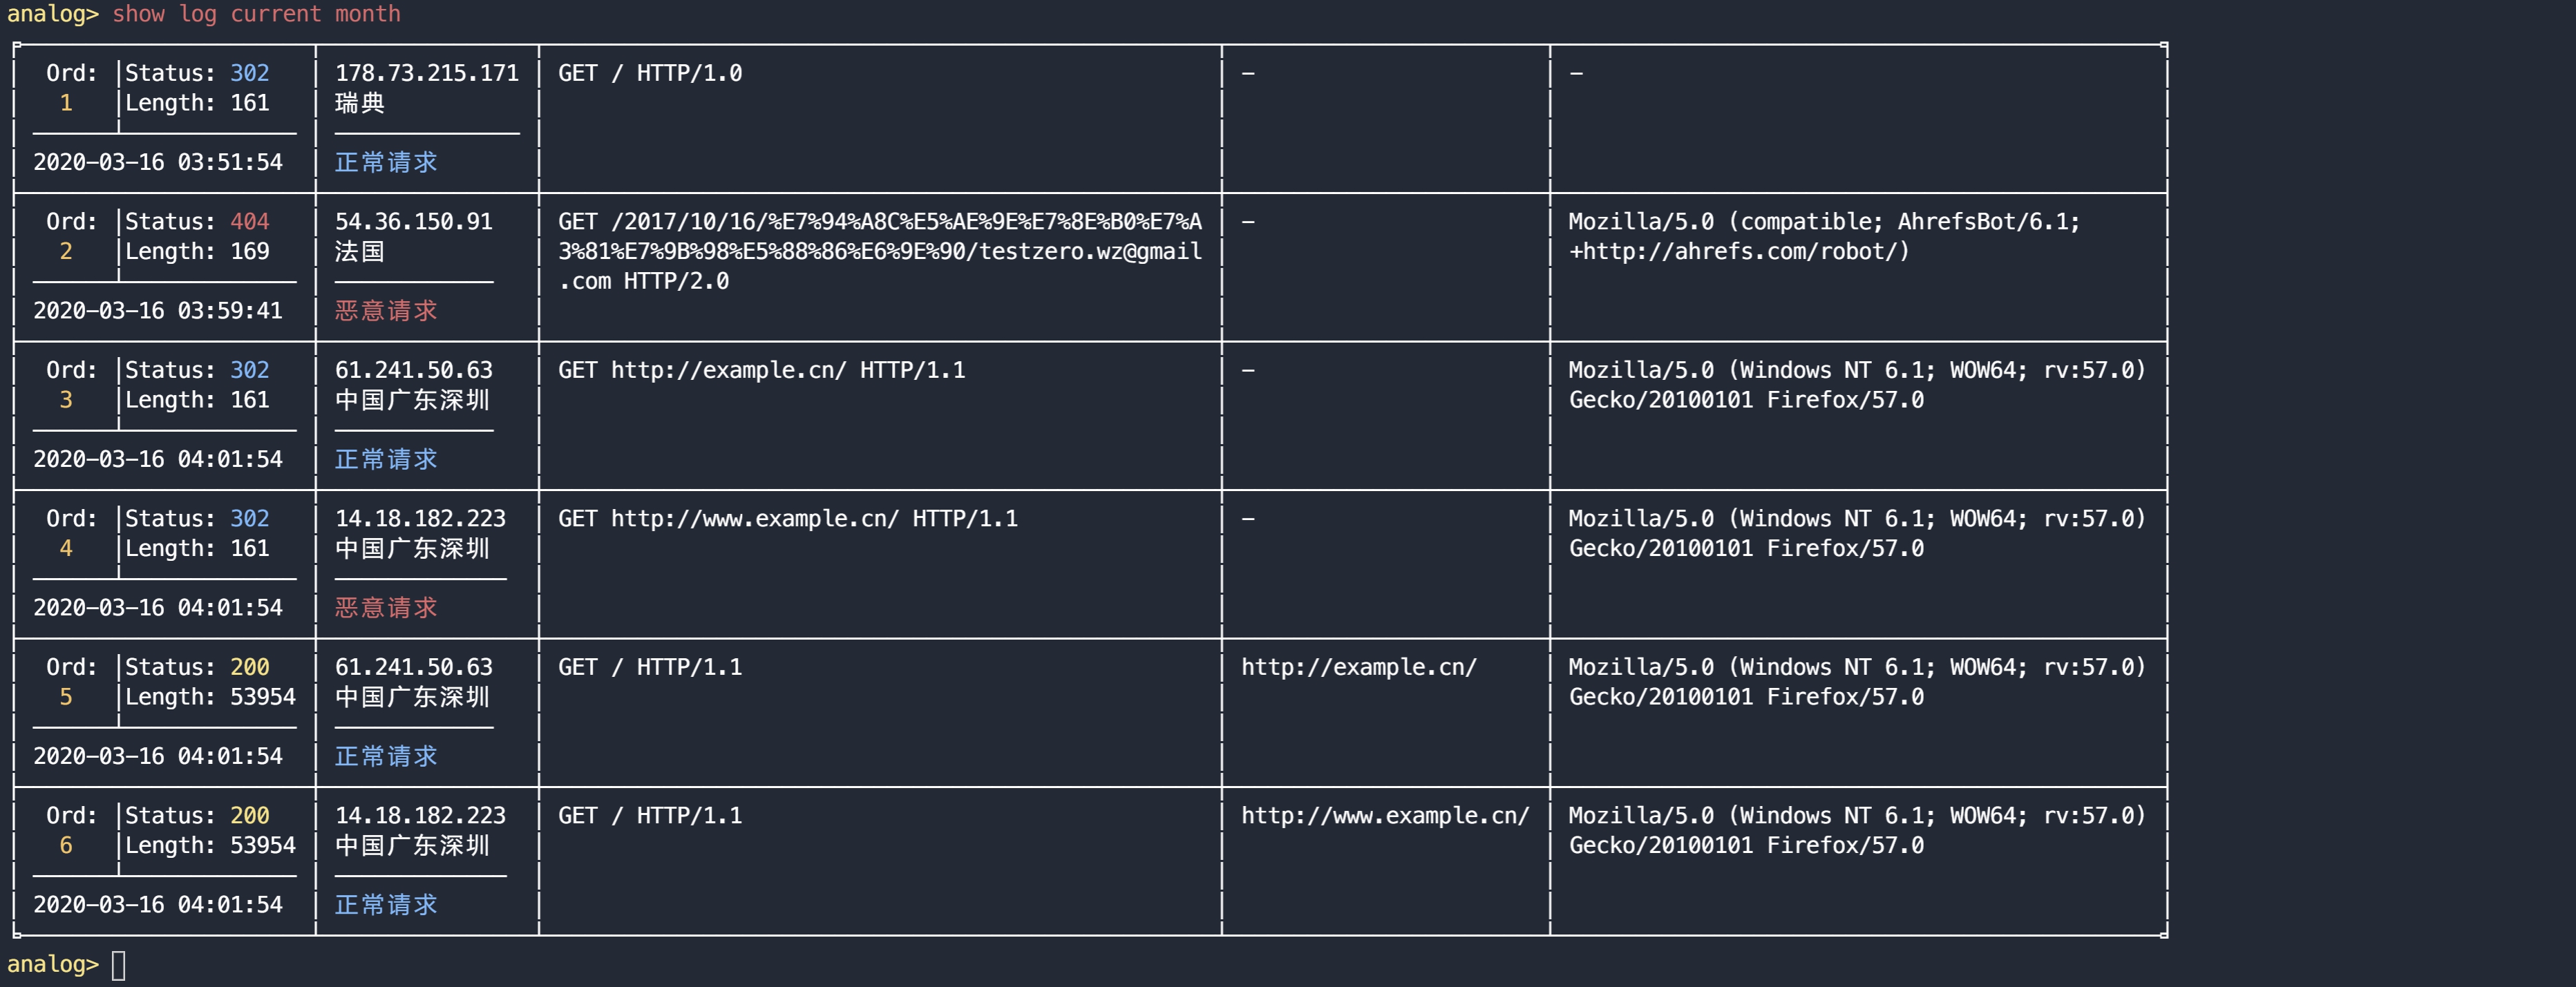 analog> show log current month
Ord: Status: 302 178.73.215.171 GET / HTTP/1.0 - -
1 Length: 161 瑞典
2020-03-16 03:51:54 正常请求
Ord: Status: 404 54.36.150.91 GET /2017/10/16/%E7%94%A8C%E5%AE%9E%E7%8E%B0%E7%A - Mozilla/5.0 (compatible; AhrefsBot/6.1;
2 Length: 169 法国 3%81%E7%9B%98%E5%88%86%E6%9E%90/testzero.wz@gmail +http://ahrefs.com/robot/)
.com HTTP/2.0
2020-03-16 03:59:41 恶意请求
Ord: Status: 302 61.241.50.63 GET http://example.cn/ HTTP/1.1 - Mozilla/5.0 (Windows NT 6.1; WOW64; rv:57.0)
3 Length: 161 中国广东深圳 Gecko/20100101 Firefox/57.0
2020-03-16 04:01:54 正常请求
Ord: Status: 302 14.18.182.223 GET http://www.example.cn/ HTTP/1.1 - Mozilla/5.0 (Windows NT 6.1; WOW64; rv:57.0)
4 Length: 161 中国广东深圳 Gecko/20100101 Firefox/57.0
2020-03-16 04:01:54 恶意请求
Ord: Status: 200 61.241.50.63 GET / HTTP/1.1 http://example.cn/ Mozilla/5.0 (Windows NT 6.1; WOW64; rv:57.0)
5 Length: 53954 中国广东深圳 Gecko/20100101 Firefox/57.0
2020-03-16 04:01:54 正常请求
Ord: Status: 200 14.18.182.223 GET / HTTP/1.1 http://www.example.cn/ Mozilla/5.0 (Windows NT 6.1; WOW64; rv:57.0)
6 Length: 53954 中国广东深圳 Gecko/20100101 Firefox/57.0
2020-03-16 04:01:54 正常请求
analog>